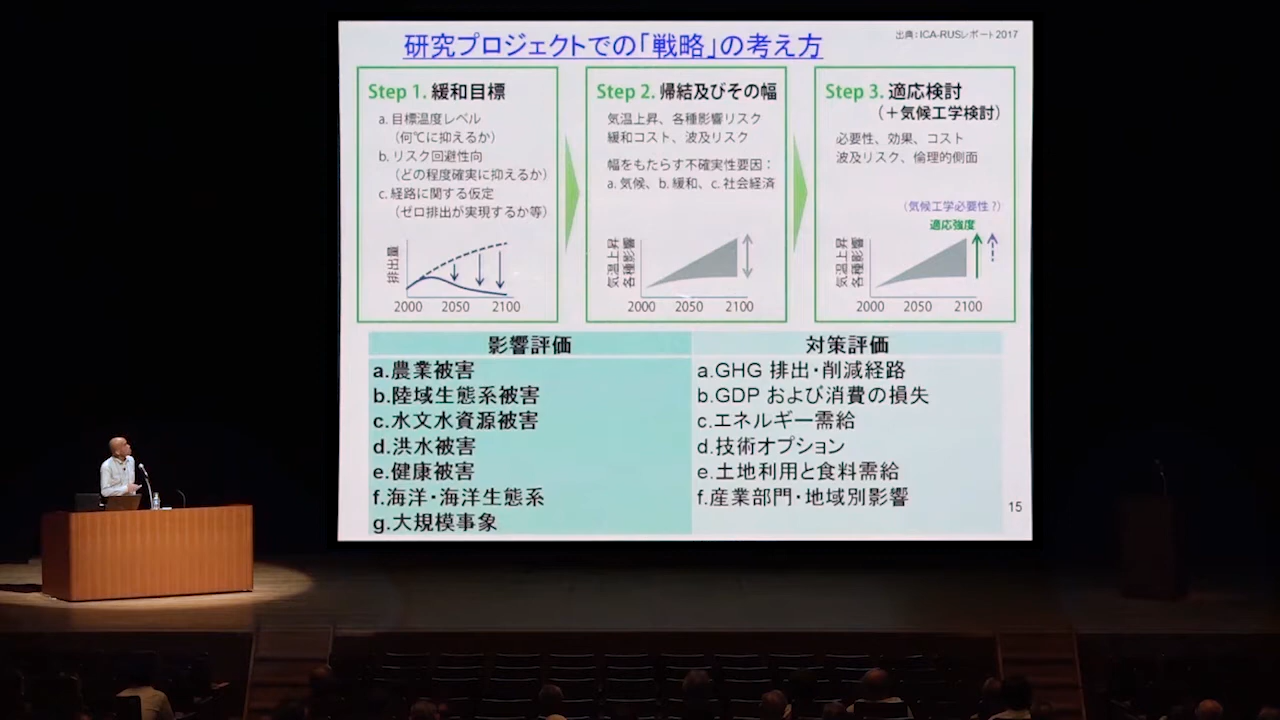 研究プロジェクトでの「戦略」の考え方
出典：ICA-RUSレポート2017
Step 1. 緩和目標
a. 目標温度レベル
（何℃に抑えるか）
b. リスク回避性向
（どの程度確実に抑えるか）
c. 経路に関する仮定
（ゼロ排出が実現するか等）
排出量
2000 2050 2100
Step 2. 帰結及びその幅
気温上昇、各種影響リスク
緩和コスト、波及リスク
幅をもたらす不確実性要因：
a. 気候、b. 緩和、c. 社会経済
気温上昇
各種影響
2000 2050 2100
Step 3. 適応検討
（＋気候工学検討）
必要性、効果、コスト
波及リスク、倫理的側面
（気候工学必要性？）
適応強度
気温上昇
各種影響
2000 2050 2100
影響評価
a.農業被害
b.陸域生態系被害
c.水文水資源被害
d.洪水被害
e.健康被害
f.海洋・海洋生態系
g.大規模事象
対策評価
a.GHG 排出・削減経路
b.GDP および消費の損失
c.エネルギー需給
d.技術オプション
e.土地利用と食料需給
f.産業部門・地域別影響
15